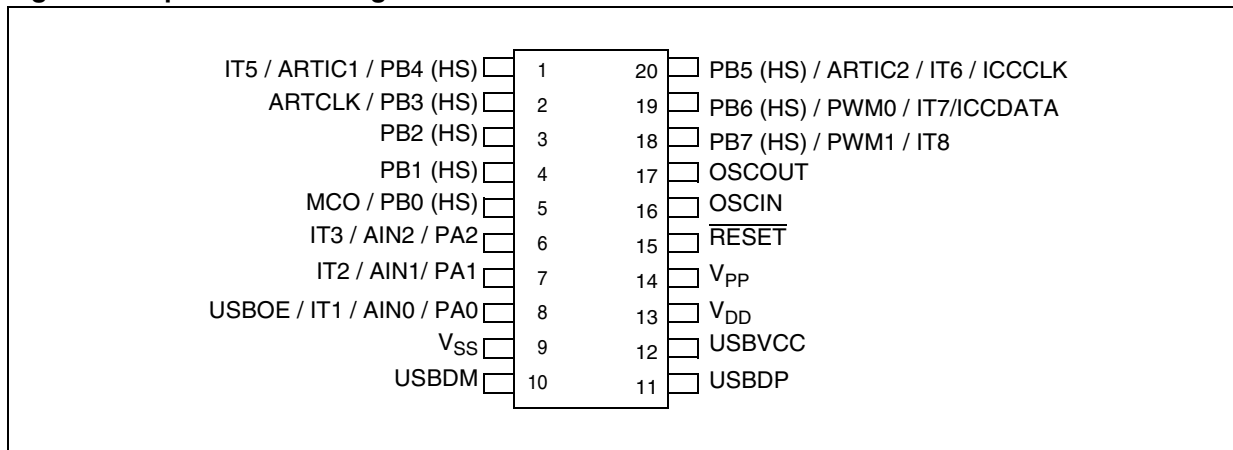 IT5 / ARTIC1 / PB4 (HS) 1 20 PB5 (HS) / ARTIC2 / IT6 / ICCCLK
ARTCLK / PB3 (HS) 2 19 PB6 (HS) / PWM0 / IT7/ICCDATA
PB2 (HS) 3 18 PB7 (HS) / PWM1 / IT8
PB1 (HS) 4 17 OSCOUT
MCO / PB0 (HS) 5 16 OSCIN
IT3 / AIN2 / PA2 6 15 RESET
IT2 / AIN1/ PA1 7 14 VPP
USBOE / IT1 / AIN0 / PA0 8 13 VDD
VSS 9 12 USBVCC
USBDM 10 11 USBDP